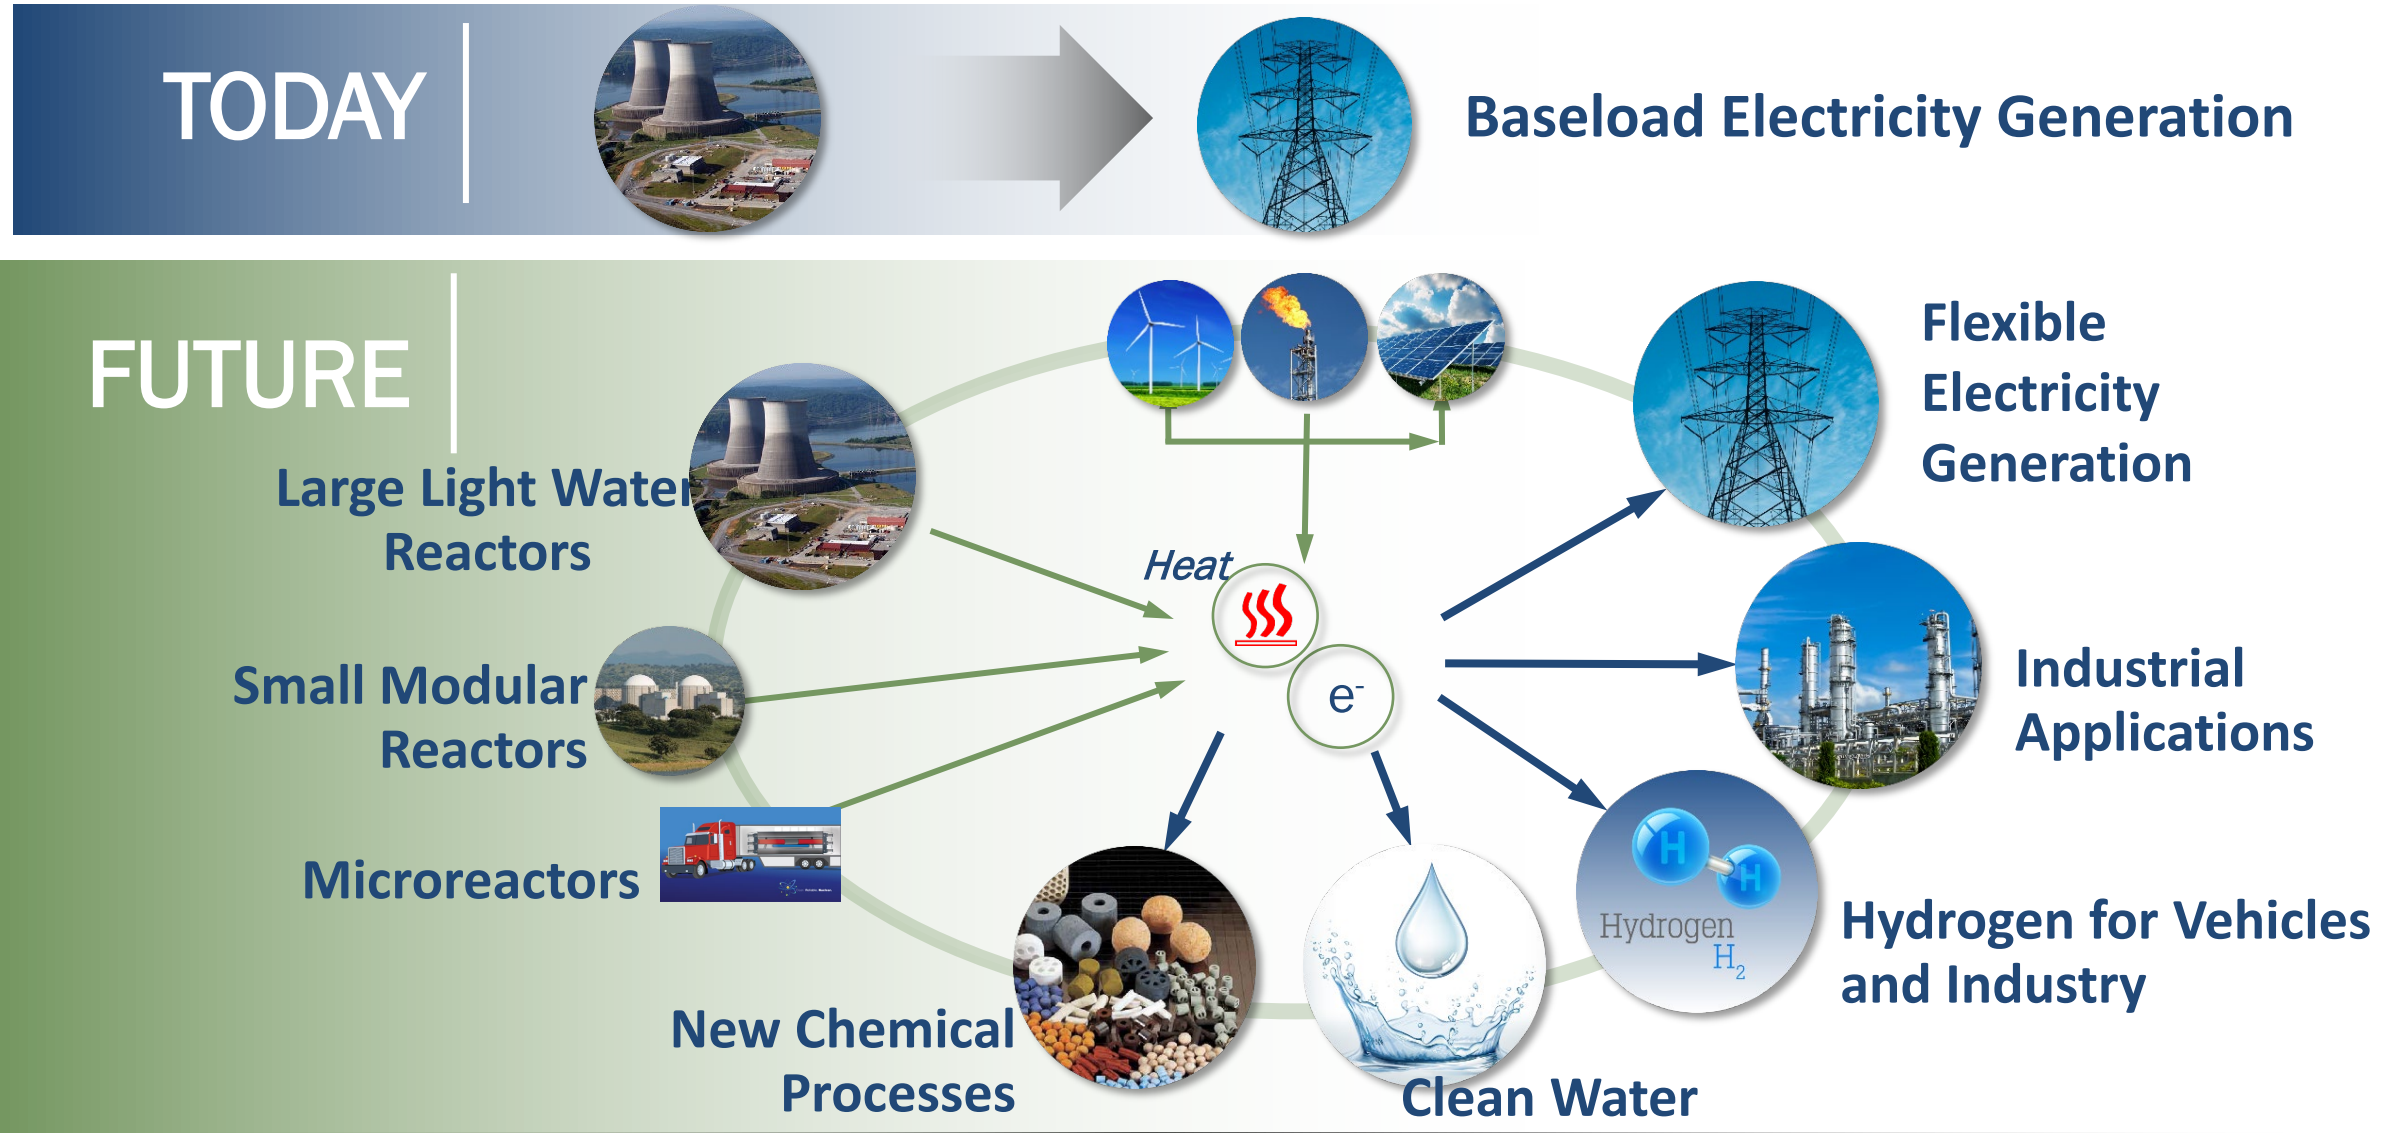 TODAY
Baseload Electricity Generation
FUTURE
Flexible
Electricity
Generation
Large Light Water
Reactors
Heat
e-
Small Modular
Reactors
Industrial
Applications
Microreactors
H
H
Hydrogen
H2
Hydrogen for Vehicles
and Industry
New Chemical
Processes
Clean Water